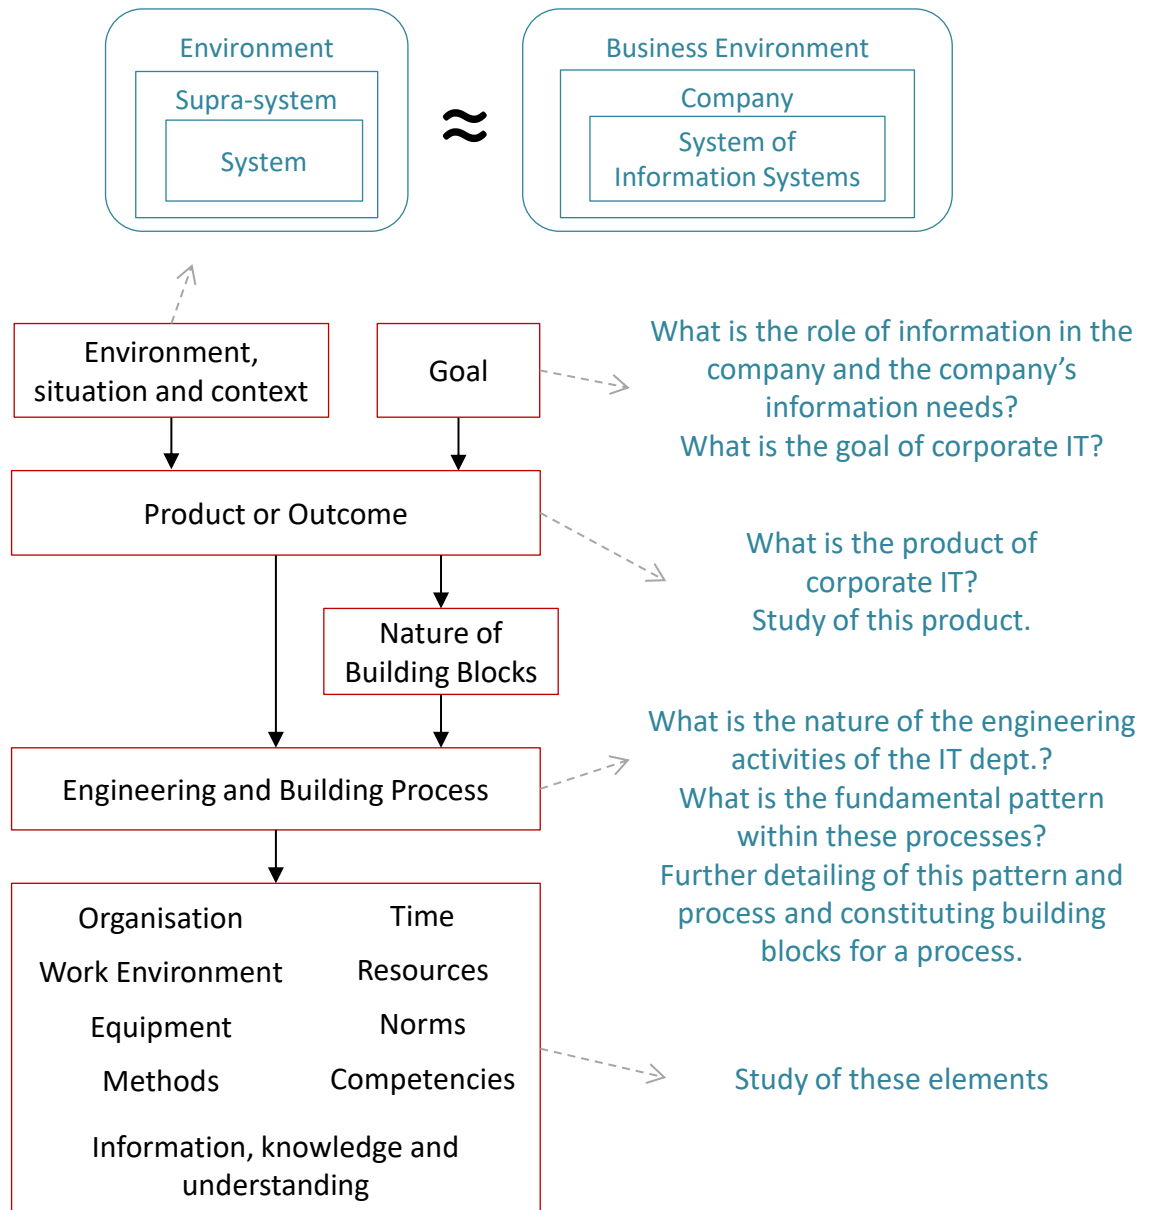 Environment
Supra-system
System
≈
Business Environment
Company
System of
Information Systems
Environment,
situation and context
Goal
What is the role of information in the
company and the company’s
information needs?
What is the goal of corporate IT?
Product or Outcome
What is the product of
corporate IT?
Study of this product.
Nature of
Building Blocks
Engineering and Building Process
What is the nature of the engineering
activities of the IT dept.?
What is the fundamental pattern
within these processes?
Further detailing of this pattern and
process and constituting building
blocks for a process.
Organisation
Time
Work Environment
Resources
Equipment
Norms
Methods
Competencies
Information, knowledge and
understanding
Study of these elements